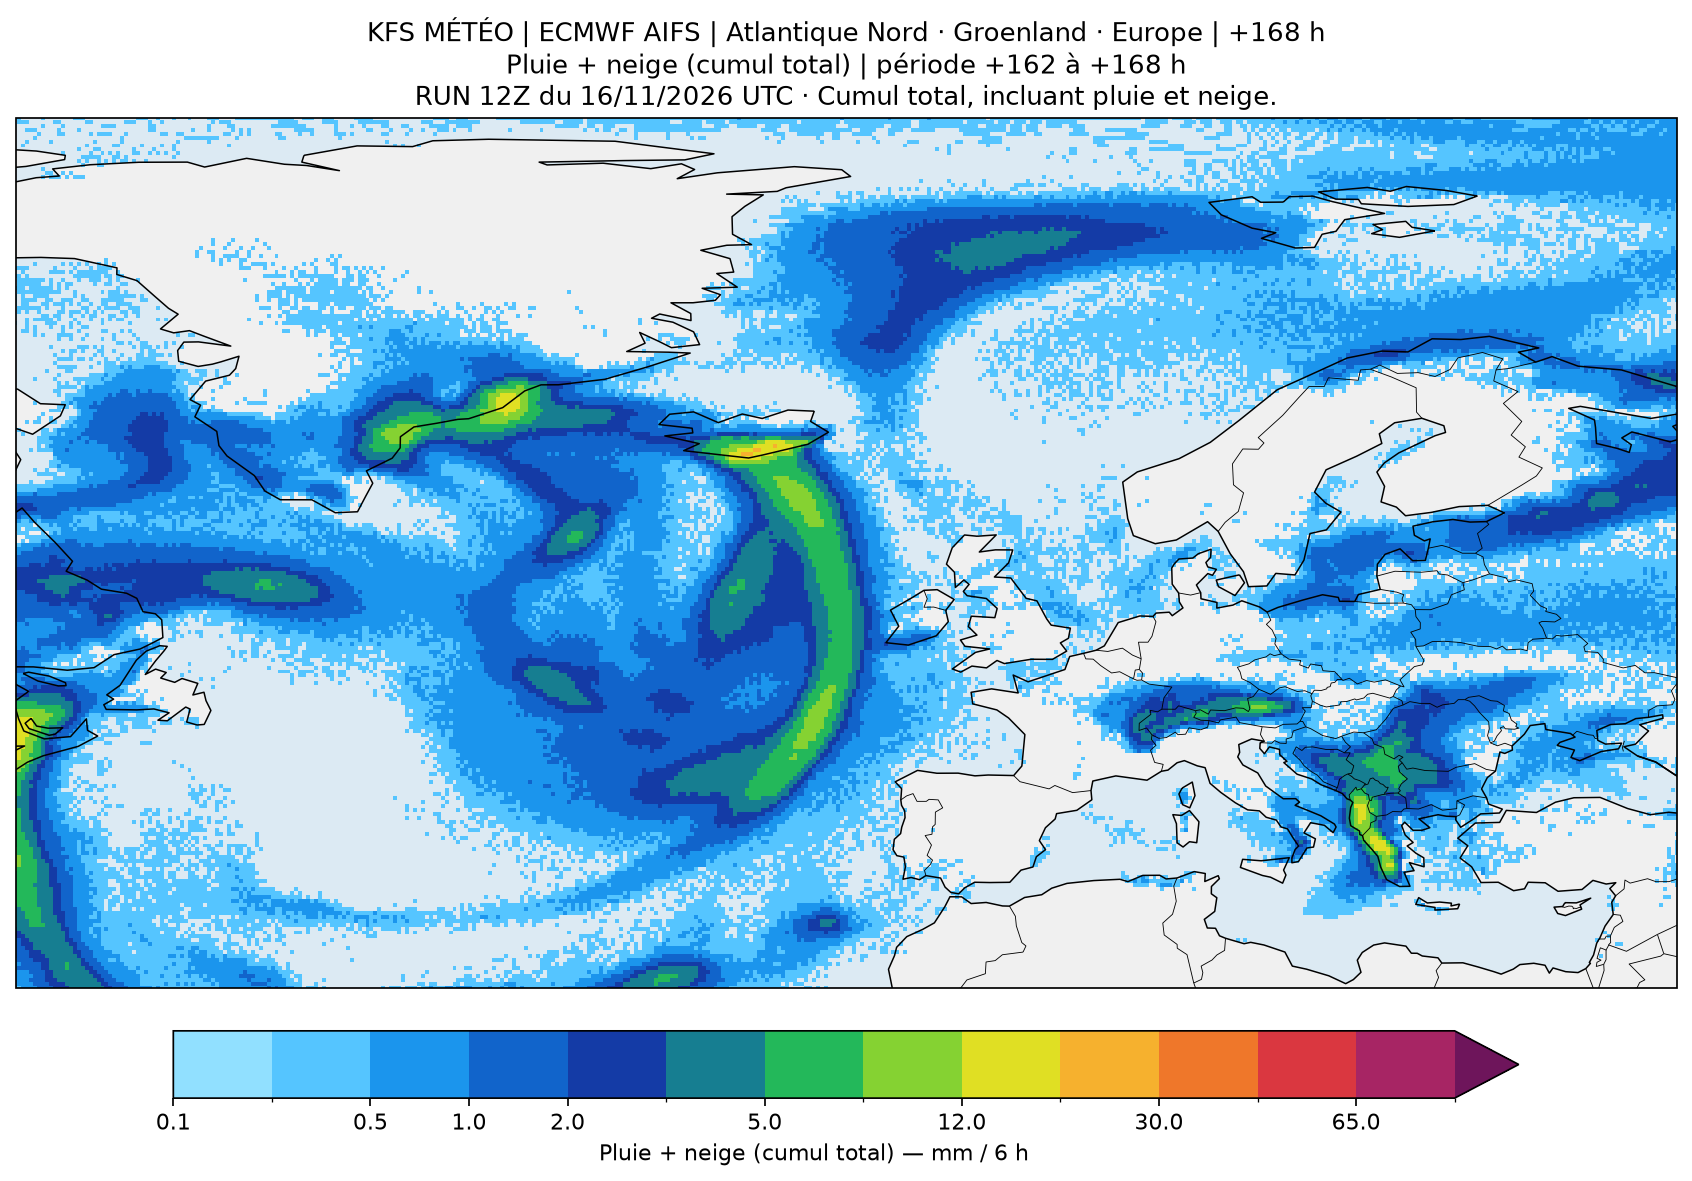 KFS MÉTÉO | ECMWF AIFS | Atlantique Nord · Groenland · Europe | +168 h
Pluie + neige (cumul total) | période +162 à +168 h
RUN 12Z du 16/11/2026 UTC · Cumul total, incluant pluie et neige.
0.1 0.5 1.0 2.0 5.0 12.0 30.0 65.0
Pluie + neige (cumul total) — mm / 6 h